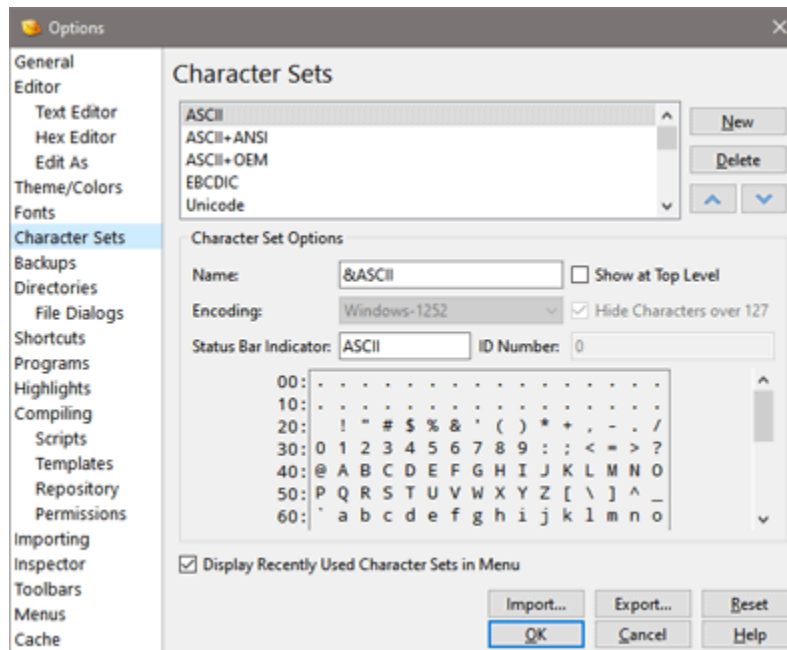 Options
General
Editor
Text Editor
Hex Editor
Edit As
Theme/Colors
Fonts
Character Sets
Backups
Directories
File Dialogs
Shortcuts
Programs
Highlights
Compiling
Scripts
Templates
Repository
Permissions
Importing
Inspector
Toolbars
Menus
Cache
Character Sets
ASCII
ASCII+ANSI
ASCII+OEM
EBCDIC
Unicode
New
Delete
Character Set Options
Name: &ASCII Show at Top Level
Encoding: Windows-1252 Hide Characters over 127
Status Bar Indicator: ASCII ID Number: 0
00: . . . . . . . . . . . . . . . .
10: . . . . . . . . . . . . . . . .
20:   ! " # $ % & ' ( ) * + , - . /
30: 0 1 2 3 4 5 6 7 8 9 : ; < = > ?
40: @ A B C D E F G H I J K L M N O
50: P Q R S T U V W X Y Z [ \ ] ^ _
60: ` a b c d e f g h i j k l m n o
Display Recently Used Character Sets in Menu
Import... Export... Reset
OK Cancel Help